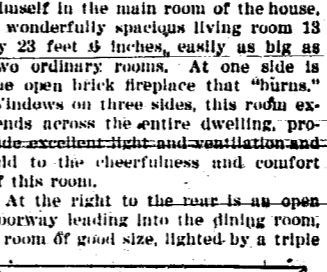 imself in the main room of the house,
wonderfully spacious living room 13
y 23 feet 6 inches, easily as big as
wo ordinary rooms. At one side is
e open brick fireplace that "burns."
indows on three sides, this room ex-
ends across the entire dwelling, pro-
de excellent light and ventilation and
ld to the cheerfulness and comfort
f this room.
At the right to the rear is an open
oorway leading into the dining room,
room of good size, lighted by a triple